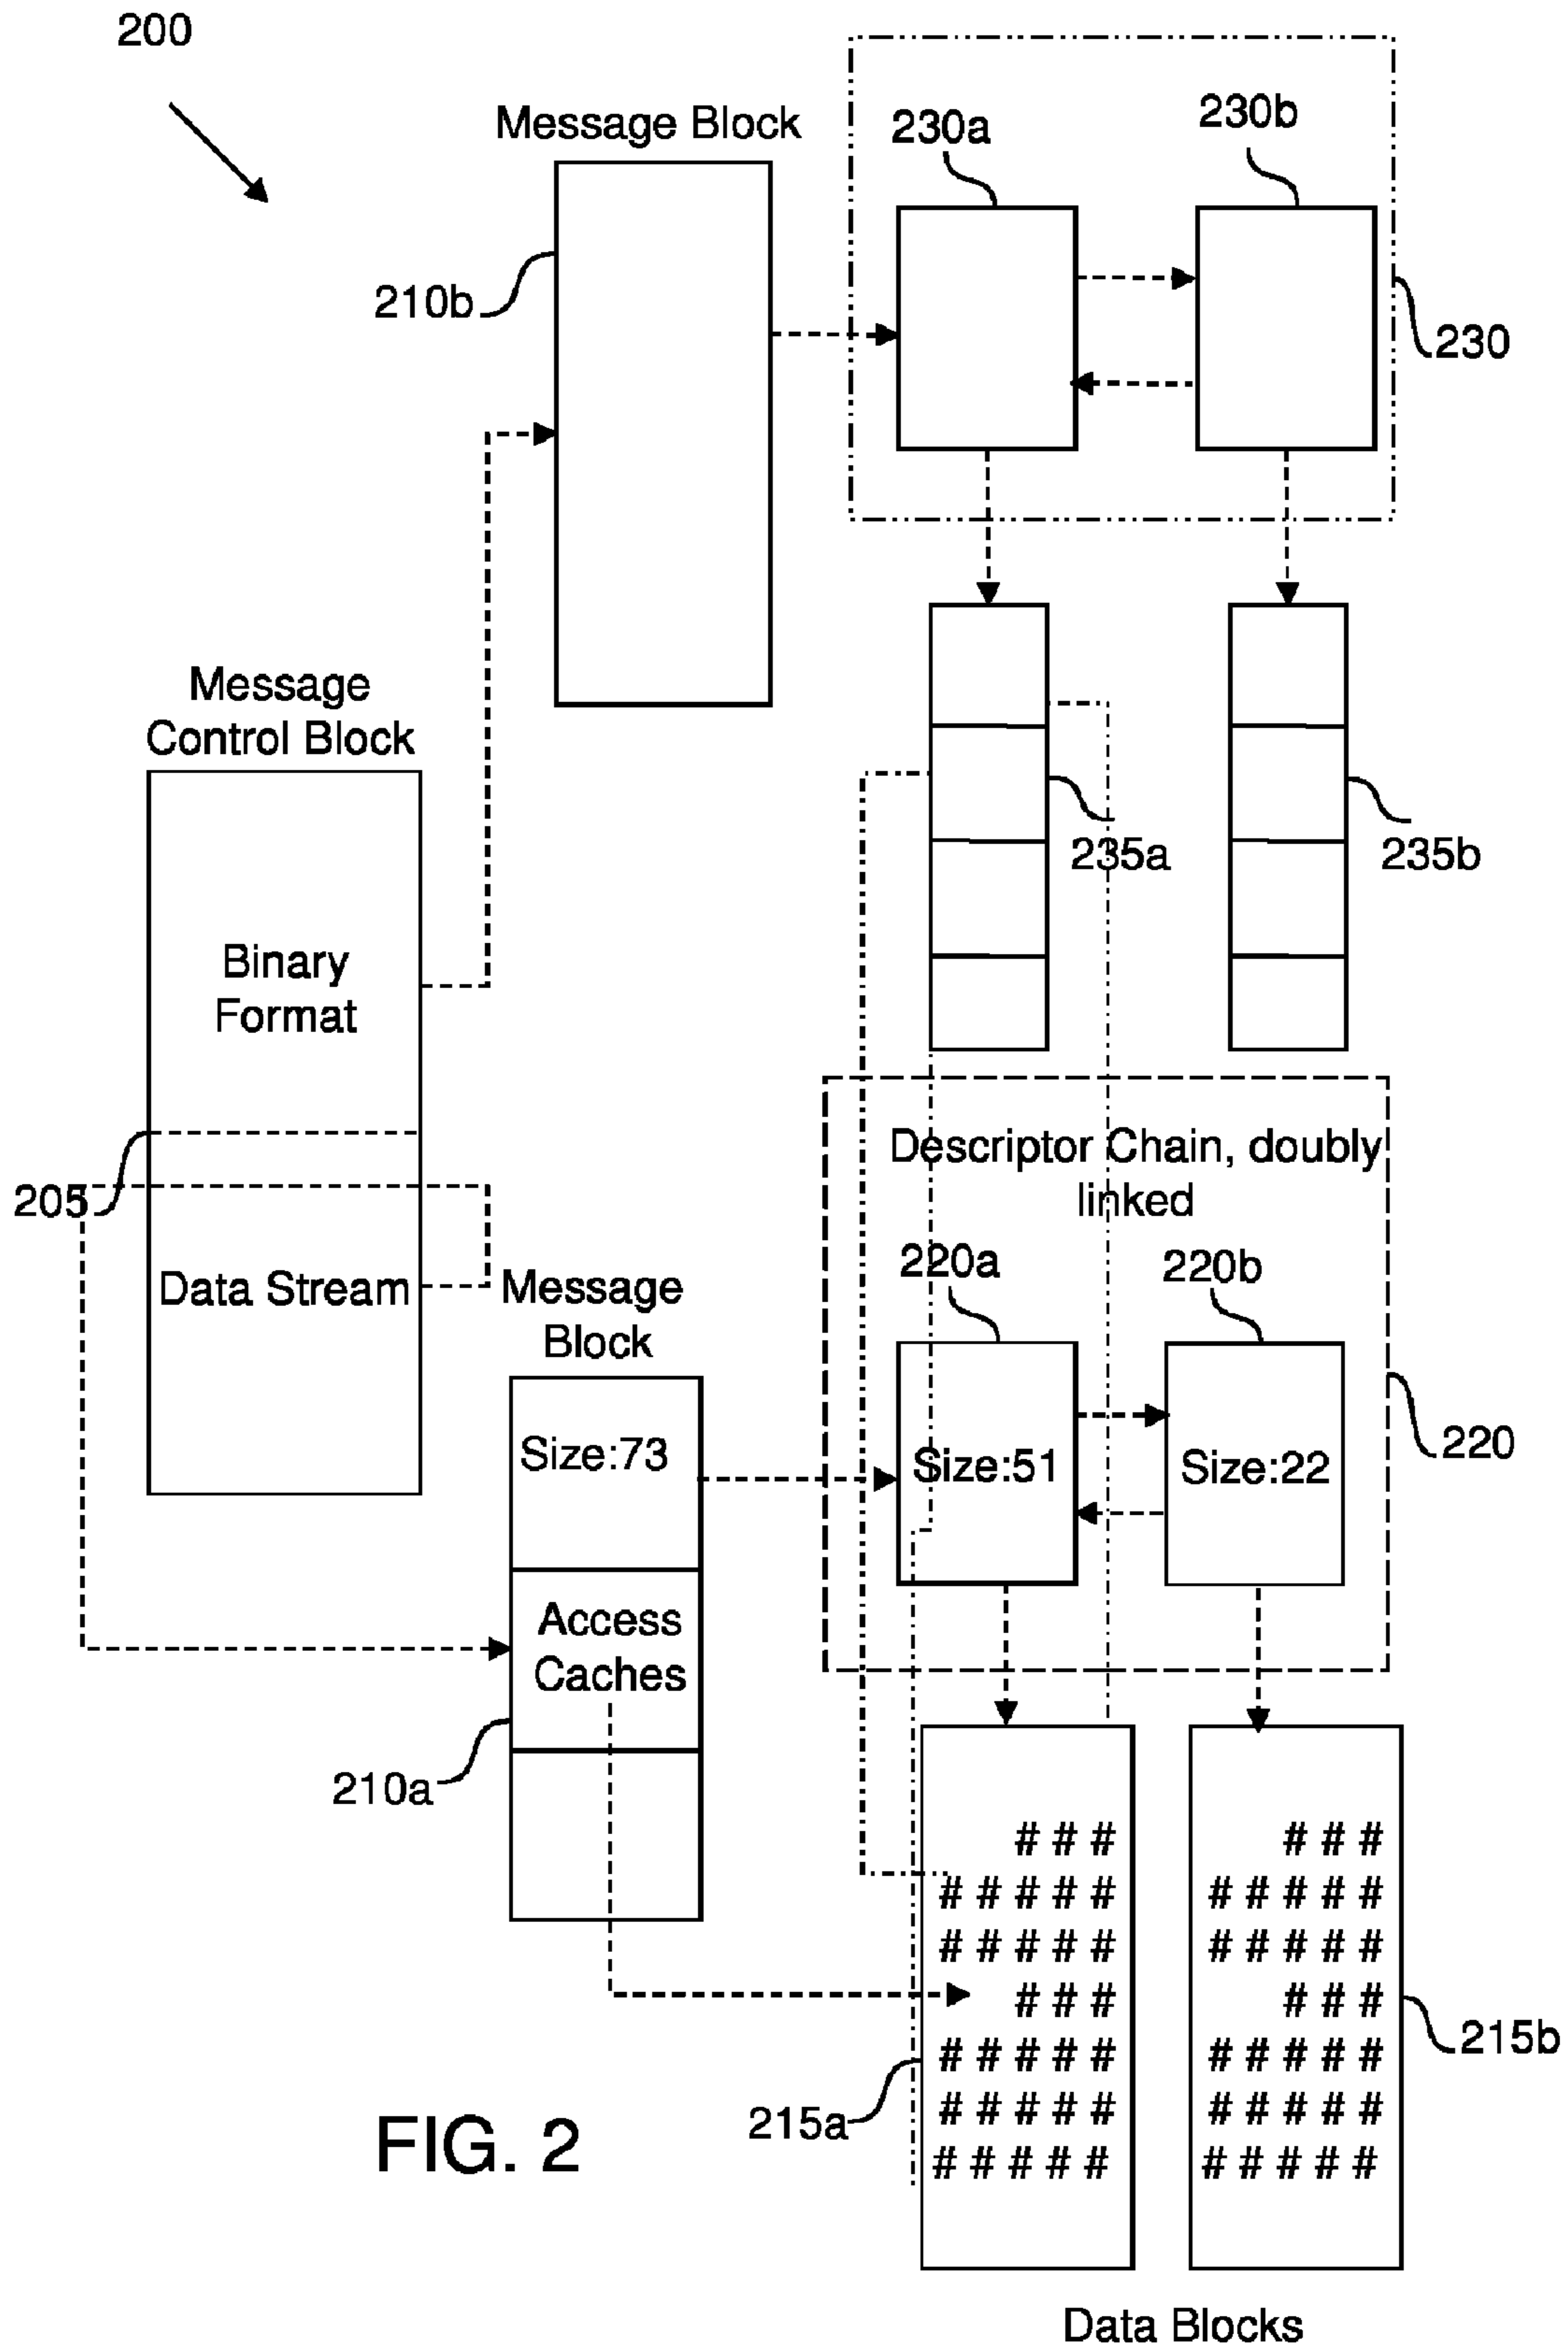 200
Message Block
230a
230b
210b
230
Message
Control Block
235a
235b
Binary
Format
Descriptor Chain, doubly
linked
205
Data Stream
Message
Block
220a
220b
Size:73
Size:51
Size:22
220
Access
Caches
210a
# # #
# # # # #
# # # # #
# # #
# # # # #
# # # # #
# # # # #
# # #
# # # # #
# # # # #
# # #
# # # # #
# # # # #
# # # # #
215b
215a
FIG. 2
Data Blocks